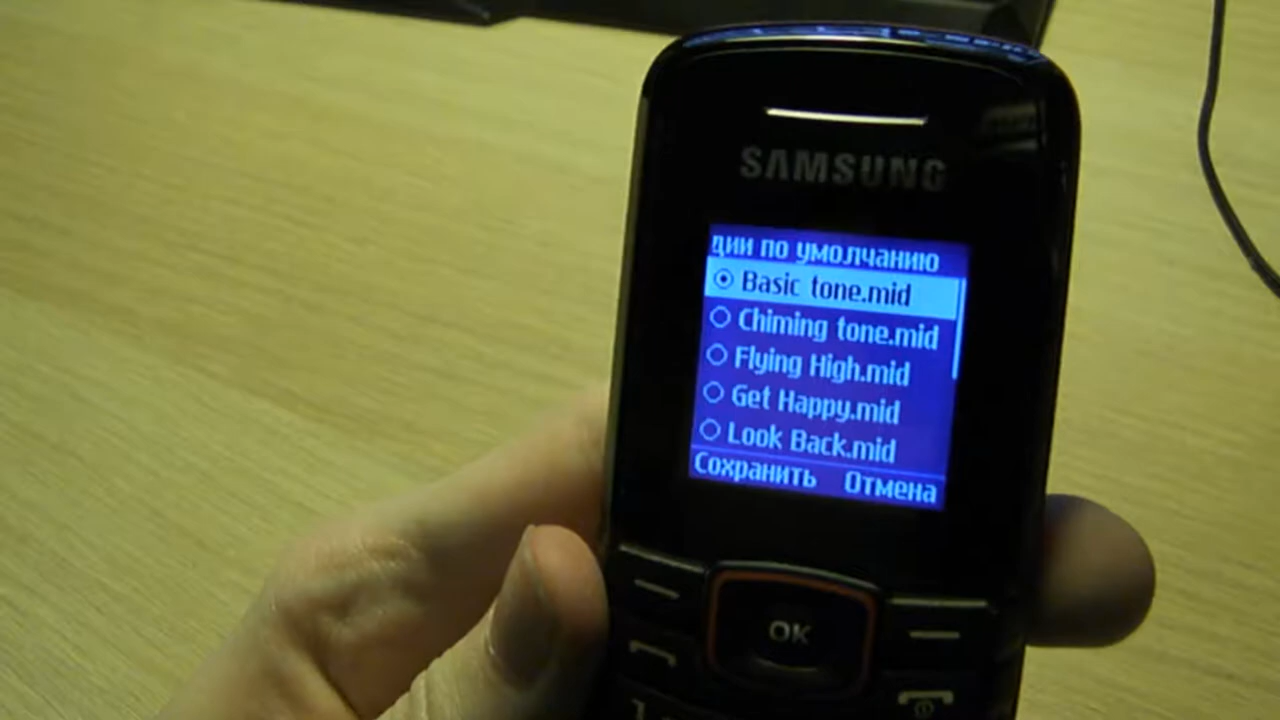 SAMSUNG
дии по умолчанию
Basic tone.mid
Chiming tone.mid
Flying High.mid
Get Happy.mid
Look Back.mid
Сохранить Отмена
OK
1